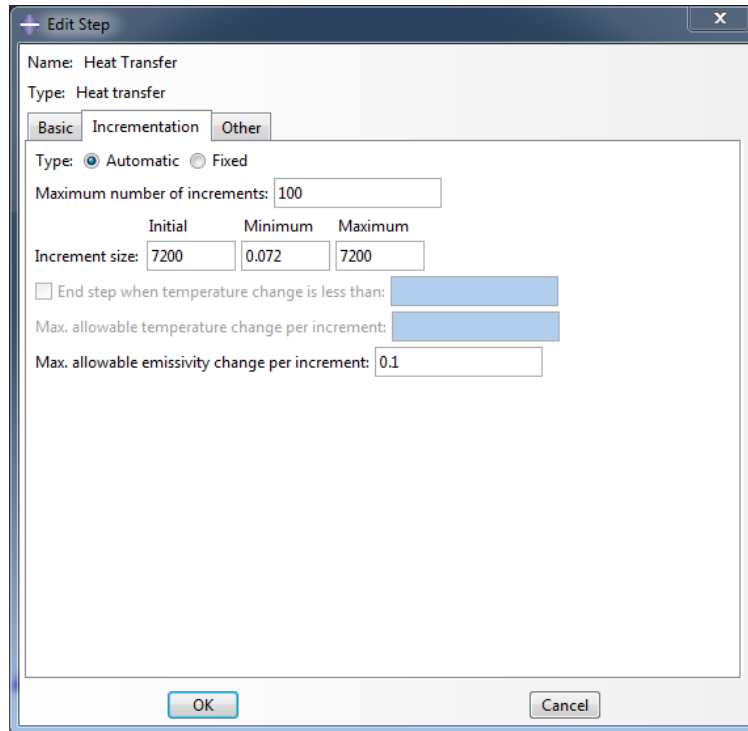 Edit Step
x
Name: Heat Transfer
Type: Heat transfer
Basic Incrementation Other
Type: Automatic Fixed
Maximum number of increments: 100
Initial Minimum Maximum
Increment size: 7200 0.072 7200
End step when temperature change is less than:
Max. allowable temperature change per increment:
Max. allowable emissivity change per increment: 0.1
OK Cancel